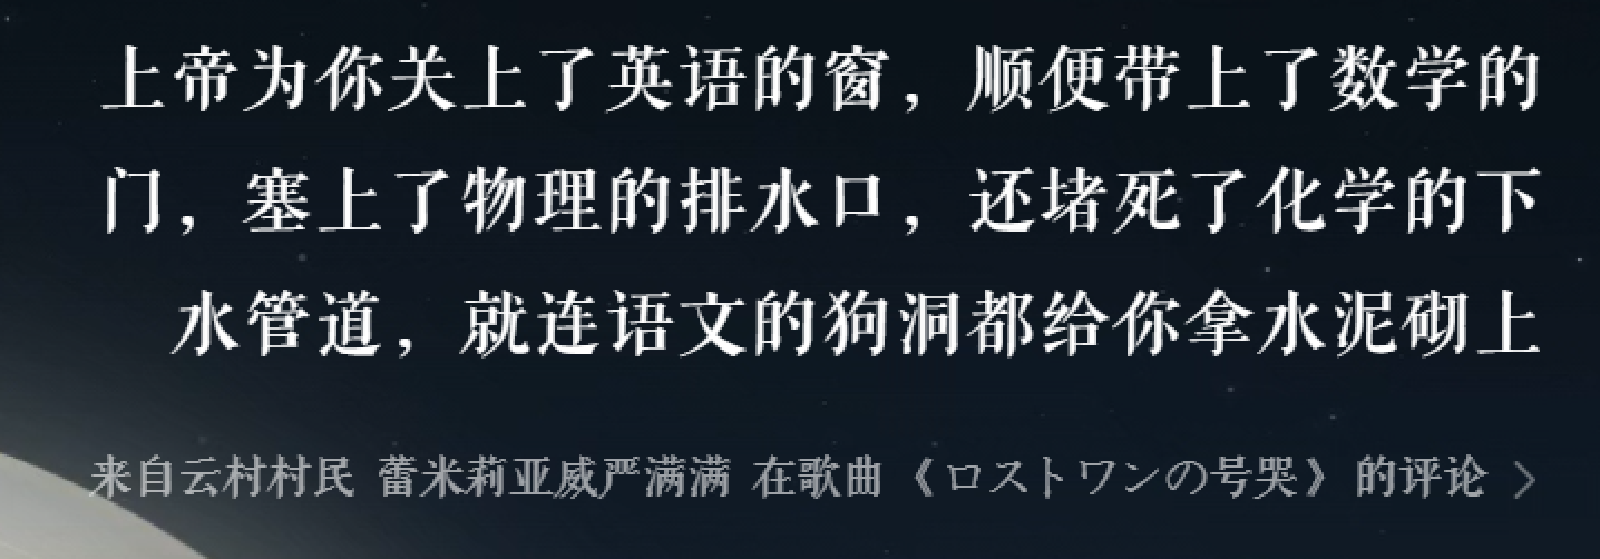 上帝为你关上了英语的窗，顺便带上了数学的
门，塞上了物理的排水口，还堵死了化学的下
水管道，就连语文的狗洞都给你拿水泥砌上
来自云村村民 蕾米莉亚威严满满 在歌曲《ロストワンの号哭》的评论 >